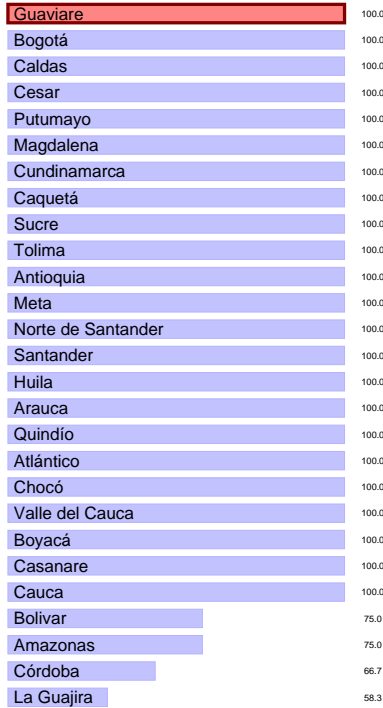 Guaviare 100.0
Bogotá 100.0
Caldas 100.0
Cesar 100.0
Putumayo 100.0
Magdalena 100.0
Cundinamarca 100.0
Caquetá 100.0
Sucre 100.0
Tolima 100.0
Antioquia 100.0
Meta 100.0
Norte de Santander 100.0
Santander 100.0
Huila 100.0
Arauca 100.0
Quindío 100.0
Atlántico 100.0
Chocó 100.0
Valle del Cauca 100.0
Boyacá 100.0
Casanare 100.0
Cauca 100.0
Bolivar 75.0
Amazonas 75.0
Córdoba 66.7
La Guajira 58.3